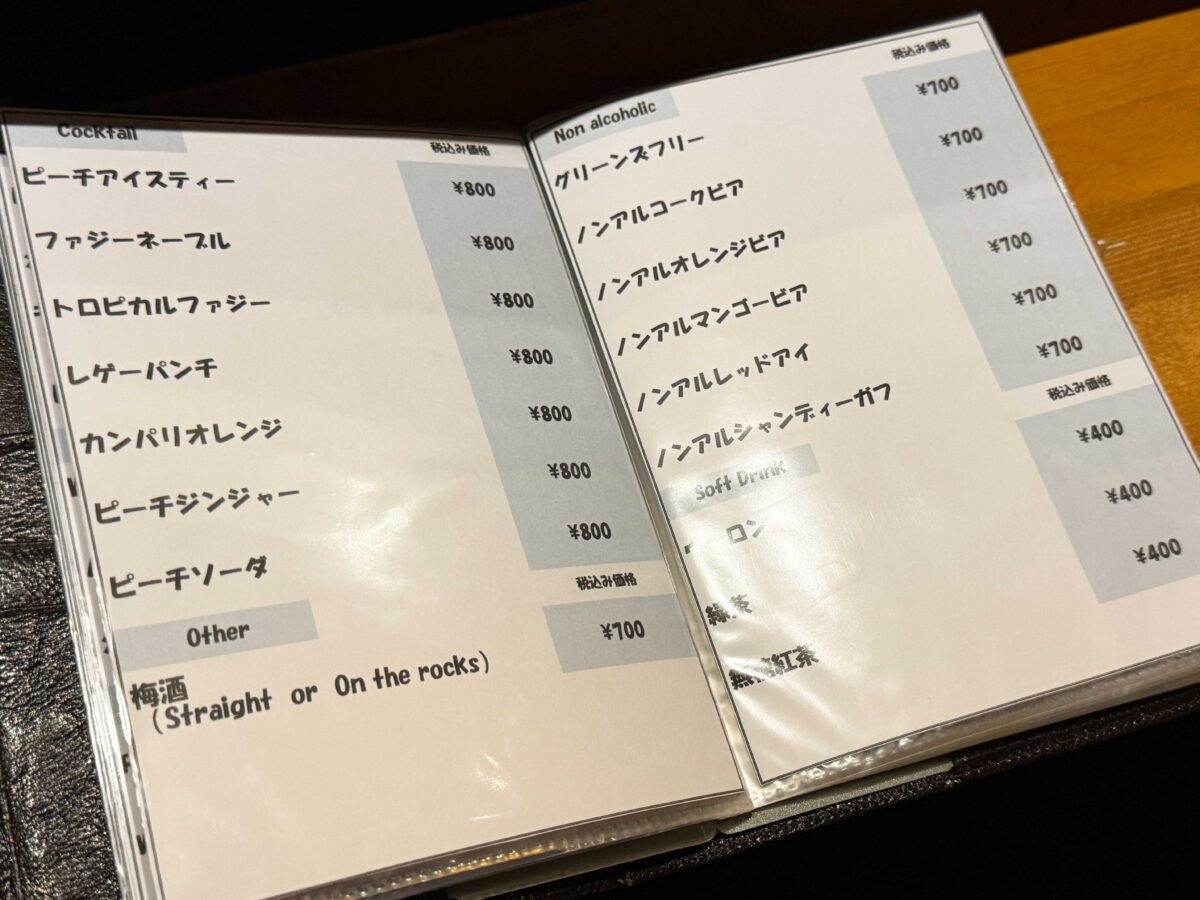 Cocktail
税込み価格
ピーチアイスティー ¥800
ファジーネーブル ¥800
トロピカルファジー ¥800
レゲーパンチ ¥800
カンパリオレンジ ¥800
ピーチジンジャー ¥800
ピーチソーダ ¥800
Other
税込み価格
梅酒 ¥700
(Straight or On the rocks)
Non alcoholic
税込み価格
グリーンズフリー ¥700
ノンアルコークビア ¥700
ノンアルオレンジビア ¥700
ノンアルマンゴービア ¥700
ノンアルレッドアイ ¥700
ノンアルシャンディーガフ ¥700
Soft Drink
税込み価格
¥400
緑茶 ¥400
紅茶 ¥400